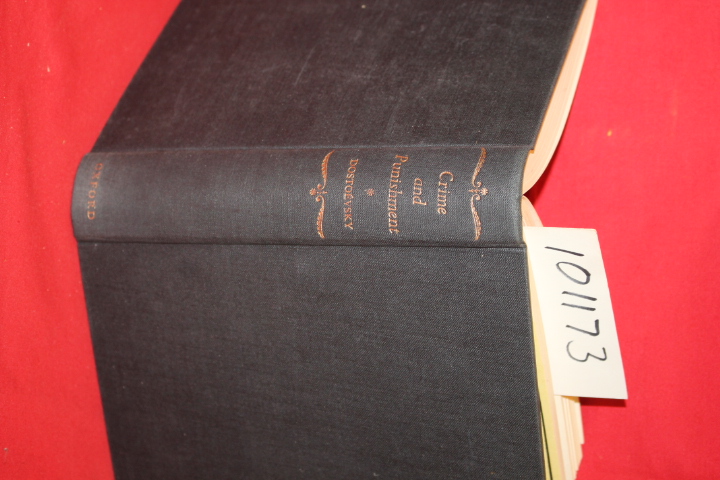 Crime
and
Punishment
*
DOSTOEVSKY
OXFORD
101173